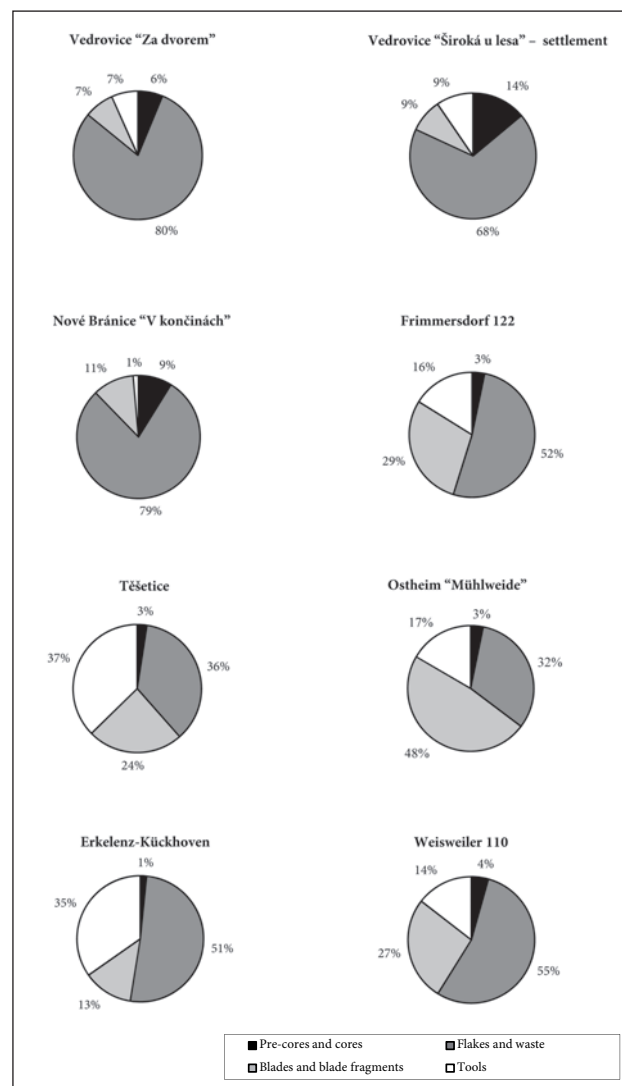 Vedrovice “Za dvorem”
7%
6%
7%
80%
Vedrovice “Široká u lesa” – settlement
9%
14%
9%
68%
Nové Bránice “V končinách”
11%
1%
9%
79%
Frimmersdorf 122
16%
3%
29%
52%
Těšetice
3%
37%
36%
24%
Ostheim “Mühlweide”
17%
3%
32%
48%
Erkelenz-Kückhoven
1%
35%
51%
13%
Weisweiler 110
14%
4%
27%
55%
Pre-cores and cores
Flakes and waste
Blades and blade fragments
Tools